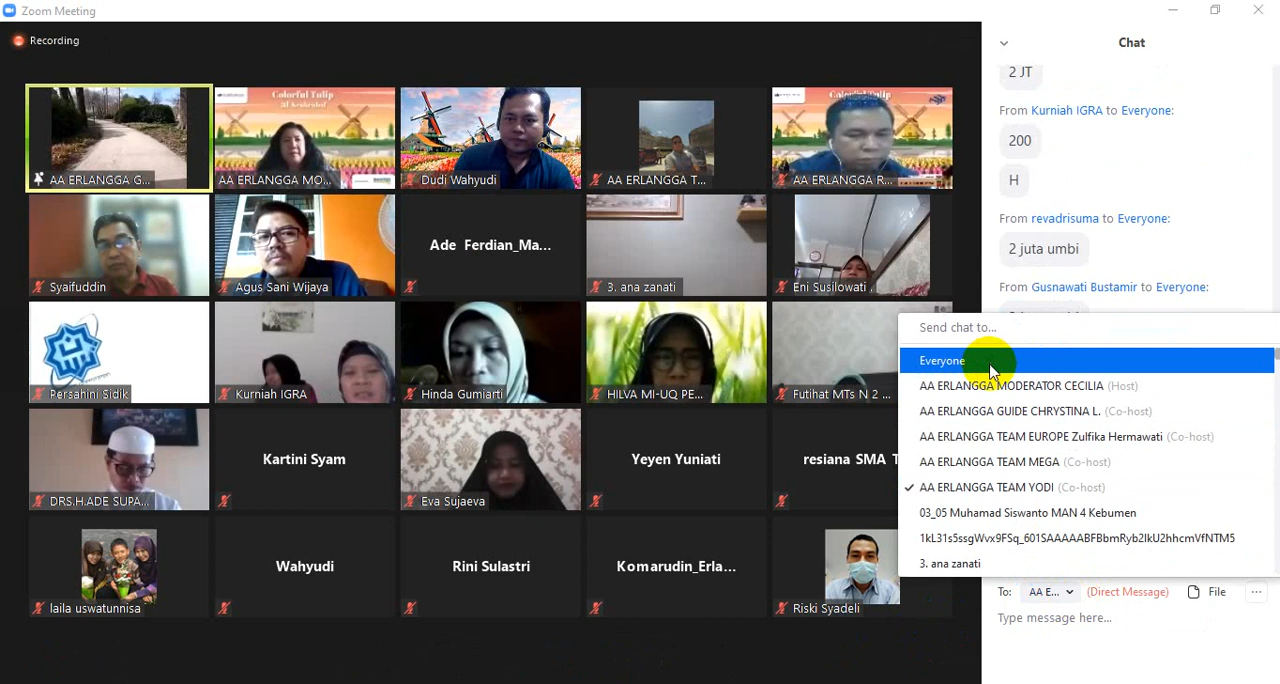 Zoom Meeting
Recording
Chat
2 JT
From Kurniah IGRA to Everyone:
200
H
From revadrisuma to Everyone:
2 juta umbi
From Gusnawati Bustamir to Everyone:
Colorful Tulip
Di Keukenhof
Colorful Tulip
AA ERLANGGA G...
AA ERLANGGA MO...
Dudi Wahyudi
AA ERLANGGA T...
AA ERLANGGA R...
Syaifuddin
Agus Sani Wijaya
Ade Ferdian_Ma...
3. ana zanati
Eni Susilowati .
Persahini Sidik
Kurniah IGRA
Hinda Gumiarti
HILVA MI-UQ PE...
Futihat MTs N 2 ...
DRS.H.ADE SUPA...
Kartini Syam
Eva Sujaeva
Yeyen Yuniati
resiana SMA T
laila uswatunnisa
Wahyudi
Rini Sulastri
Komarudin_Erla...
Riski Syadeli
Send chat to...
Everyone
AA ERLANGGA MODERATOR CECILIA (Host)
AA ERLANGGA GUIDE CHRYSTINA L. (Co-host)
AA ERLANGGA TEAM EUROPE Zulfika Hermawati (Co-host)
AA ERLANGGA TEAM MEGA (Co-host)
AA ERLANGGA TEAM YODI (Co-host)
03_05 Muhamad Siswanto MAN 4 Kebumen
3. ana zanati
To: AA E... (Direct Message) File ...
Type message here...